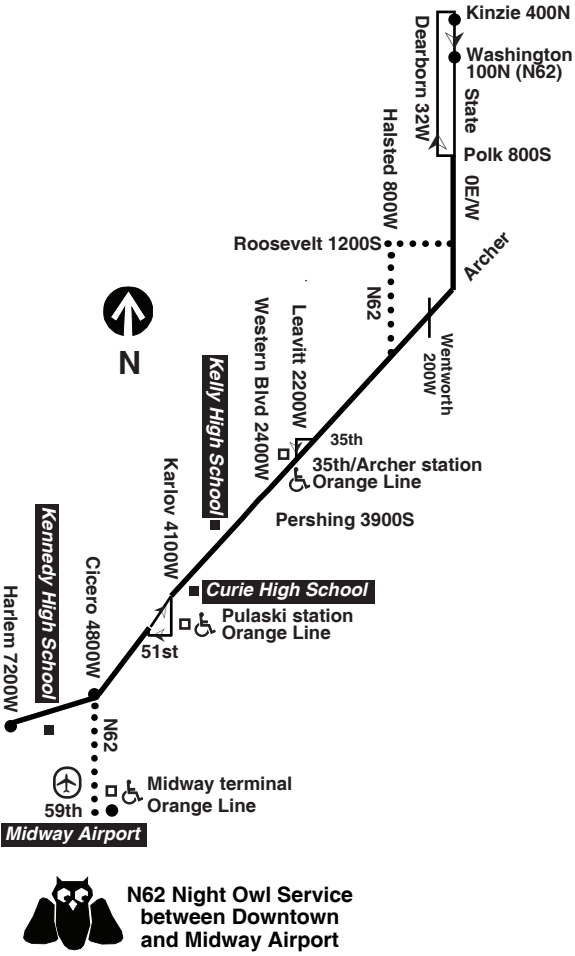 Kinzie 400N
Washington
100N (N62)
Dearborn 32W
State
Polk 800S
0E/W
Halsted 800W
Roosevelt 1200S
Archer
N62
Wentworth
200W
N
Leavitt 2200W
Western Blvd 2400W
Kelly High School
35th
35th/Archer station
Orange Line
Pershing 3900S
Karlov 4100W
Curie High School
Pulaski station
Orange Line
51st
Kennedy High School
Cicero 4800W
Harlem 7200W
N62
Midway terminal
Orange Line
59th
Midway Airport
N62 Night Owl Service
between Downtown
and Midway Airport